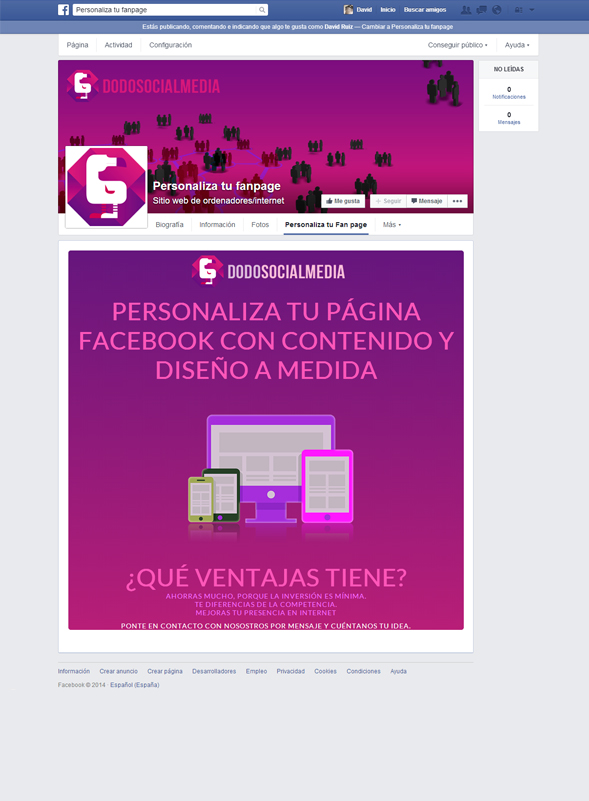 Personaliza tu fanpage
David Inicio Buscar amigos
Estás publicando, comentando e indicando que algo te gusta como David Ruiz — Cambiar a Personaliza tu fanpage
Página Actividad Configuración Conseguir público Ayuda
DODOSOCIALMEDIA
NO LEÍDAS
0
Notificaciones
0
Mensajes
Personaliza tu fanpage
Sitio web de ordenadores/internet
Me gusta Seguir Mensaje
Biografía Información Fotos Personaliza tu Fan page Más
DODOSOCIALMEDIA
PERSONALIZA TU PÁGINA
FACEBOOK CON CONTENIDO Y
DISEÑO A MEDIDA
¿QUÉ VENTAJAS TIENE?
AHORRAS MUCHO, PORQUE LA INVERSIÓN ES MÍNIMA.
TE DIFERENCIAS DE LA COMPETENCIA.
MEJORAS TU PRESENCIA EN INTERNET
PONTE EN CONTACTO CON NOSOSTROS POR MENSAJE Y CUÉNTANOS TU IDEA.
Información Crear anuncio Crear página Desarrolladores Empleo Privacidad Cookies Condiciones Ayuda
Facebook © 2014 · Español (España)